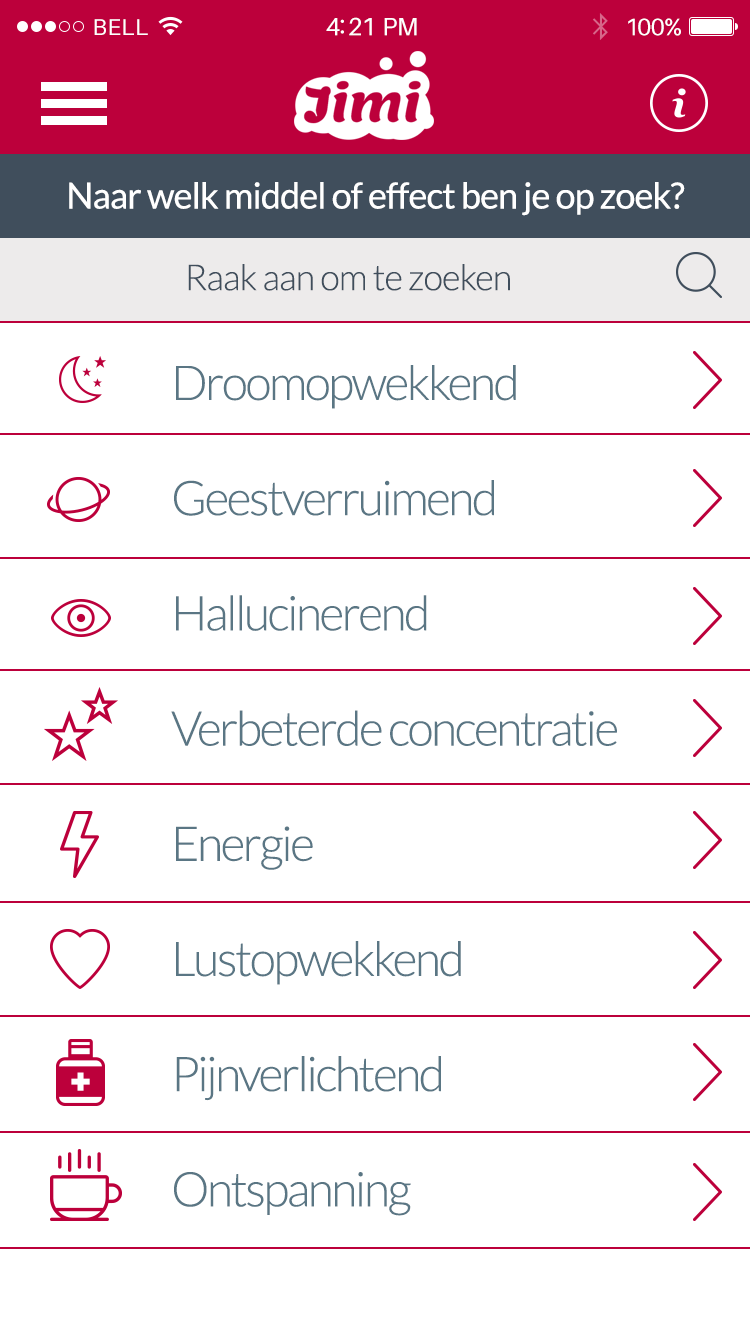 BELL 4:21 PM 100%
Jimi
i
Naar welk middel of effect ben je op zoek?
Raak aan om te zoeken
Droomopwekkend
Geestverruimend
Hallucinerend
Verbeterde concentratie
Energie
Lustopwekkend
Pijnverlichtend
Ontspanning